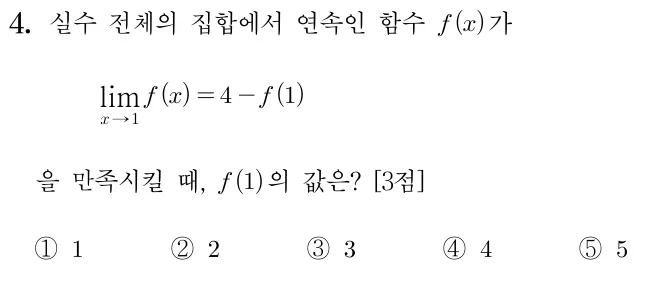 4. 실수 전체의 집합에서 연속인 함수 f(x)가
lim f(x) = 4 - f(1)
x→1
을 만족시킬 때, f(1)의 값은? [3점]
① 1 ② 2 ③ 3 ④ 4 ⑤ 5